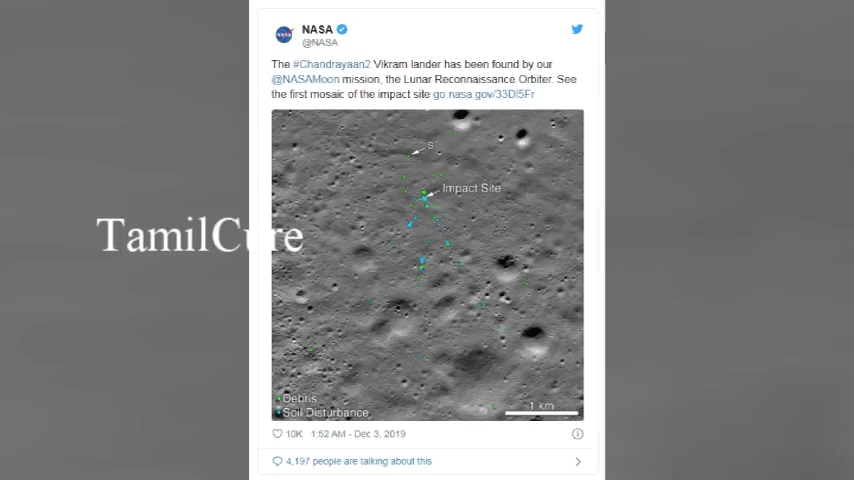 NASA
@NASA
The #Chandrayaan2 Vikram lander has been found by our
@NASAMoon mission, the Lunar Reconnaissance Orbiter. See
the first mosaic of the impact site go.nasa.gov/33DI5Fr
S
Impact Site
TamilCure
Debris
Soil Disturbance
1 km
10K 1:52 AM - Dec 3, 2019
4,197 people are talking about this